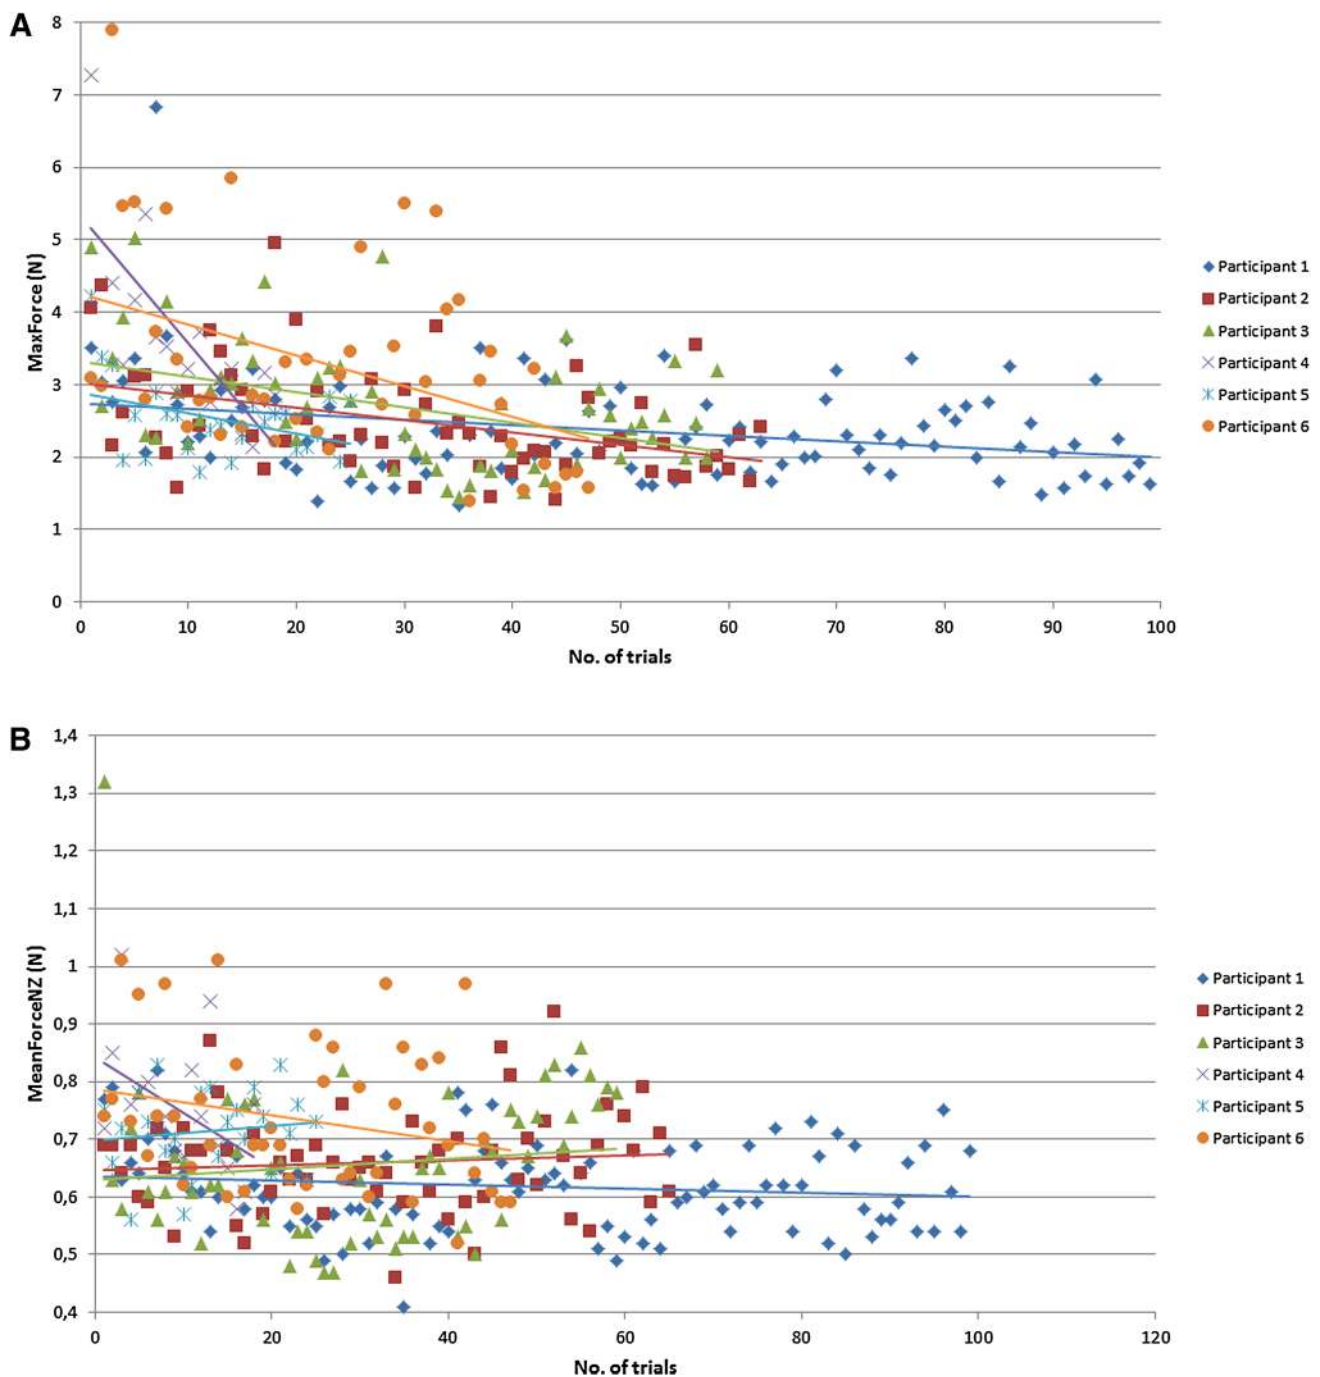 A
8
7
6
5
4
3
2
1
0
MaxForce (N)
0 10 20 30 40 50 60 70 80 90 100
No. of trials
Participant 1
Participant 2
Participant 3
Participant 4
Participant 5
Participant 6
B
1,4
1,3
1,2
1,1
1
0,9
0,8
0,7
0,6
0,5
0,4
MeanForceNZ (N)
0 20 40 60 80 100 120
No. of trials
Participant 1
Participant 2
Participant 3
Participant 4
Participant 5
Participant 6